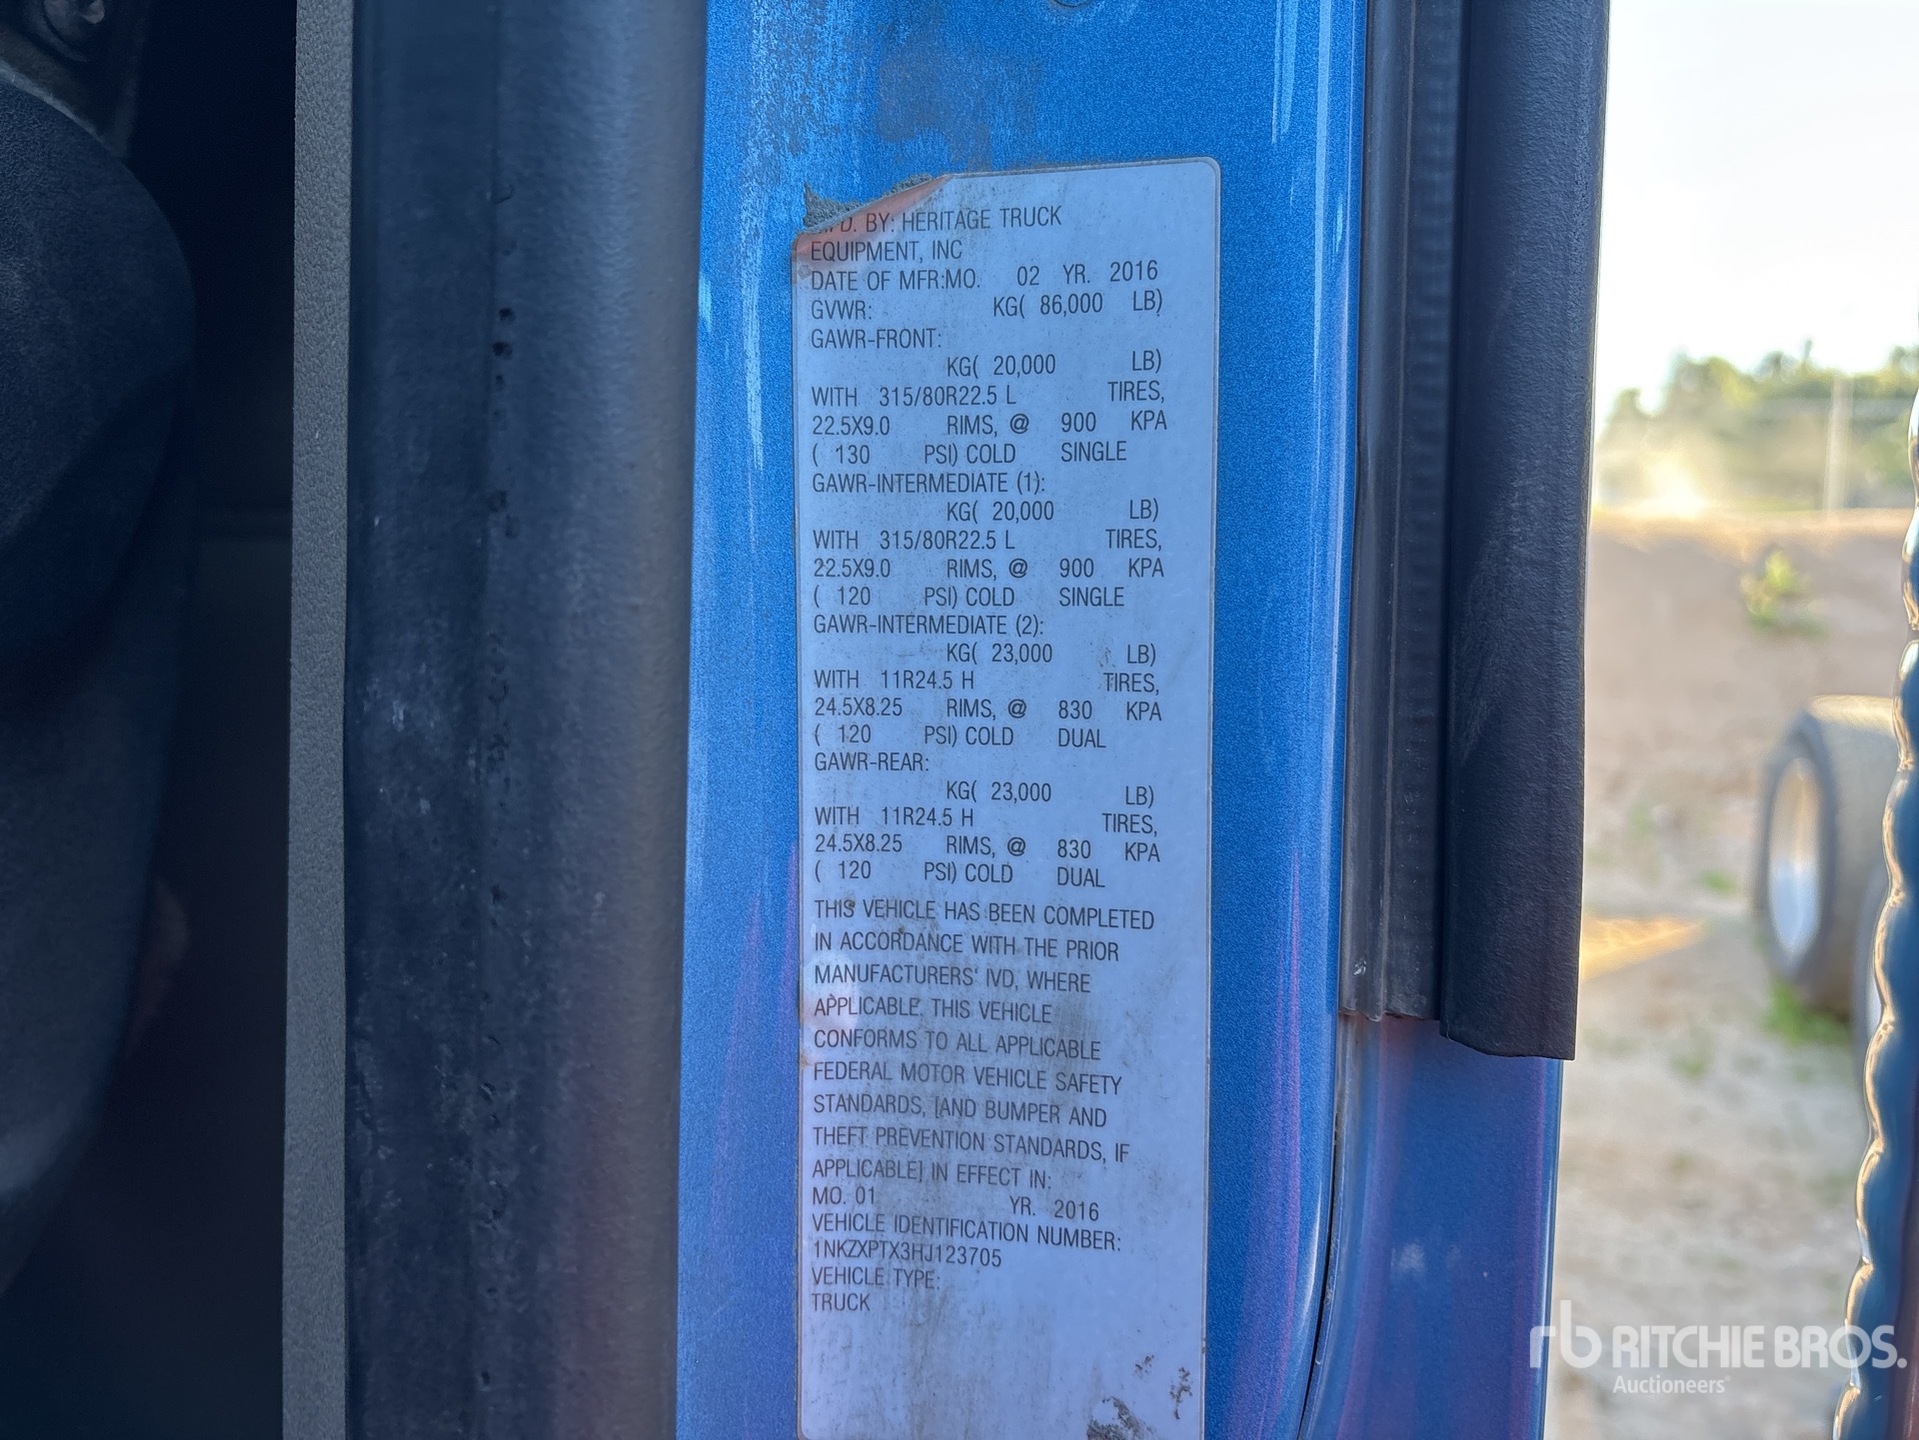 BY: HERITAGE TRUCK
EQUIPMENT, INC
DATE OF MFR:MO. 02 YR. 2016
GVWR: KG( 86,000 LB)
GAWR-FRONT:
KG( 20,000 LB)
WITH 315/80R22.5 L TIRES,
22.5X9.0 RIMS, @ 900 KPA
( 130 PSI) COLD SINGLE
GAWR-INTERMEDIATE (1):
KG( 20,000 LB)
WITH 315/80R22.5 L TIRES,
22.5X9.0 RIMS, @ 900 KPA
( 120 PSI) COLD SINGLE
GAWR-INTERMEDIATE (2):
KG( 23,000 LB)
WITH 11R24.5 H TIRES,
24.5X8.25 RIMS, @ 830 KPA
( 120 PSI) COLD DUAL
GAWR-REAR:
KG( 23,000 LB)
WITH 11R24.5 H TIRES,
24.5X8.25 RIMS, @ 830 KPA
( 120 PSI) COLD DUAL
THIS VEHICLE HAS BEEN COMPLETED
IN ACCORDANCE WITH THE PRIOR
MANUFACTURERS' IVD, WHERE
APPLICABLE. THIS VEHICLE
CONFORMS TO ALL APPLICABLE
FEDERAL MOTOR VEHICLE SAFETY
STANDARDS, [AND BUMPER AND
THEFT PREVENTION STANDARDS, IF
APPLICABLE] IN EFFECT IN:
MO. 01 YR. 2016
VEHICLE IDENTIFICATION NUMBER:
1NKZXPTX3HJ123705
VEHICLE TYPE:
TRUCK
rb RITCHIE BROS.
Auctioneers